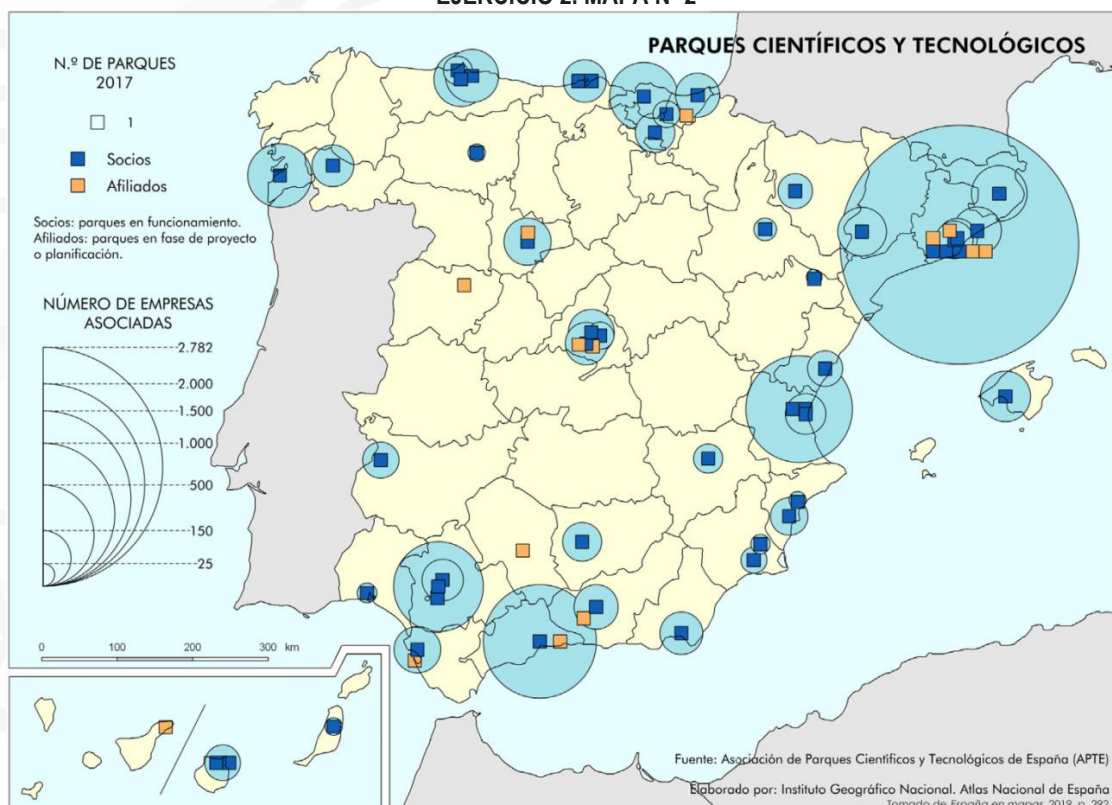 EJERCICIO 2. MAPA Nº 2
PARQUES CIENTÍFICOS Y TECNOLÓGICOS
N.º DE PARQUES
2017
1
Socios
Afiliados
Socios: parques en funcionamiento.
Afiliados: parques en fase de proyecto
o planificación.
NÚMERO DE EMPRESAS
ASOCIADAS
2.782
2.000
1.500
1.000
500
150
25
0 100 200 300 km
Fuente: Asociación de Parques Científicos y Tecnológicos de España (APTE)
Elaborado por: Instituto Geográfico Nacional. Atlas Nacional de España
Tomado de España en mapas, 2019, p. 282